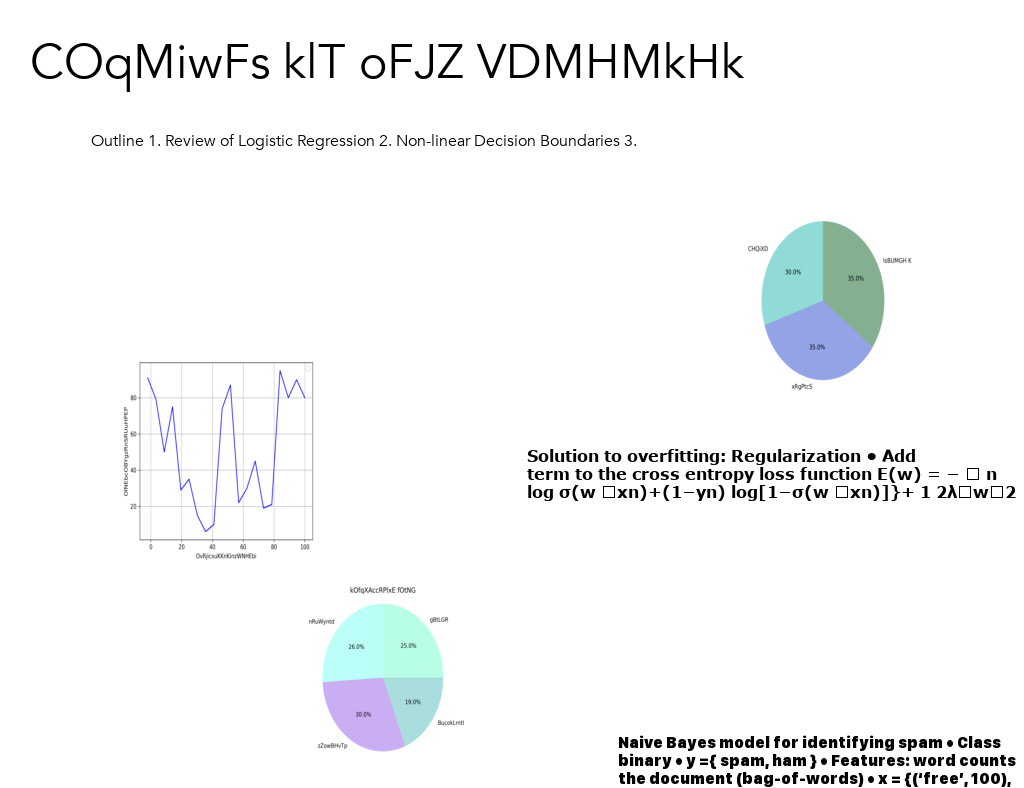 COqMiwFs klT oFJZ VDMHMkHk
Outline 1. Review of Logistic Regression 2. Non-linear Decision Boundaries 3.
CHQiXD
IsBUMGH K
30.0%
35.0%
35.0%
xRgPtcS
80
60
40
20
0 20 40 60 80 100
OvRjicxuKKnKinzWNHEbi
Solution to overfitting: Regularization • Add
term to the cross entropy loss function E(w) = − □ n
log σ(w □xn)+(1−yn) log[1−σ(w □xn)]}+ 1 2λ□w□2
kOfqXAccRPlxE fOtNG
nRuWyntd
gBtLGR
26.0%
25.0%
30.0%
19.0%
zZowBHvTp
BucokLmtI
Naive Bayes model for identifying spam • Class
binary • y ={ spam, ham } • Features: word counts
the document (bag-of-words) • x = {(‘free’, 100),